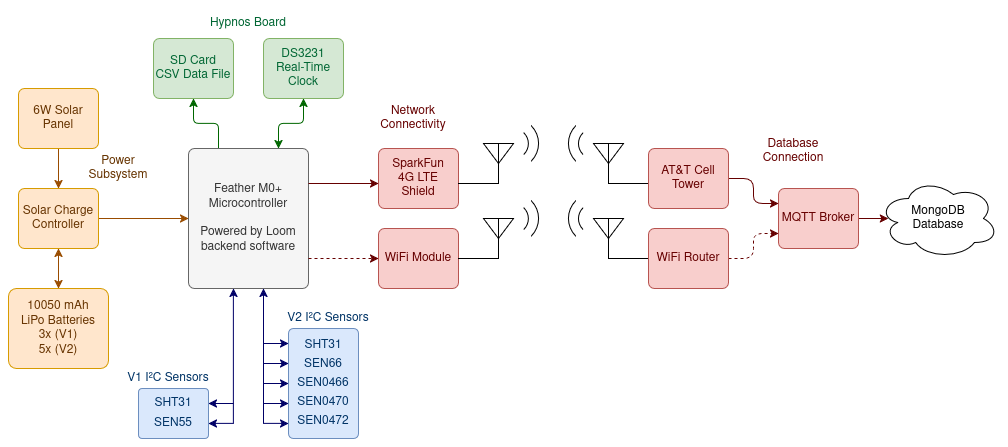 Hypnos Board
SD Card
CSV Data File
DS3231
Real-Time
Clock
6W Solar
Panel
Power
Subsystem
Solar Charge
Controller
10050 mAh
LiPo Batteries
3x (V1)
5x (V2)
Feather M0+
Microcontroller
Powered by Loom
backend software
Network
Connectivity
SparkFun
4G LTE
Shield
WiFi Module
AT&T Cell
Tower
WiFi Router
Database
Connection
MQTT Broker
MongoDB
Database
V1 I²C Sensors
SHT31
SEN55
V2 I²C Sensors
SHT31
SEN66
SEN0466
SEN0470
SEN0472